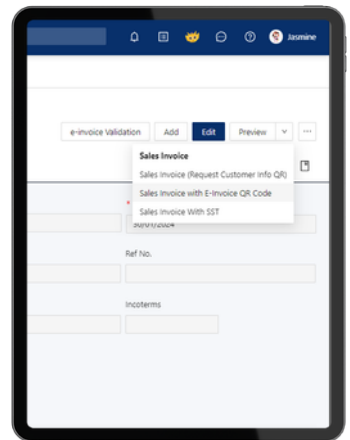 Jasmine
e-invoice Validation Add Edit Preview
Sales Invoice
Sales Invoice (Request Customer Info QR)
Sales Invoice with E-Invoice QR Code
Sales Invoice With SST
30/01/2024
Ref No.
Incoterms